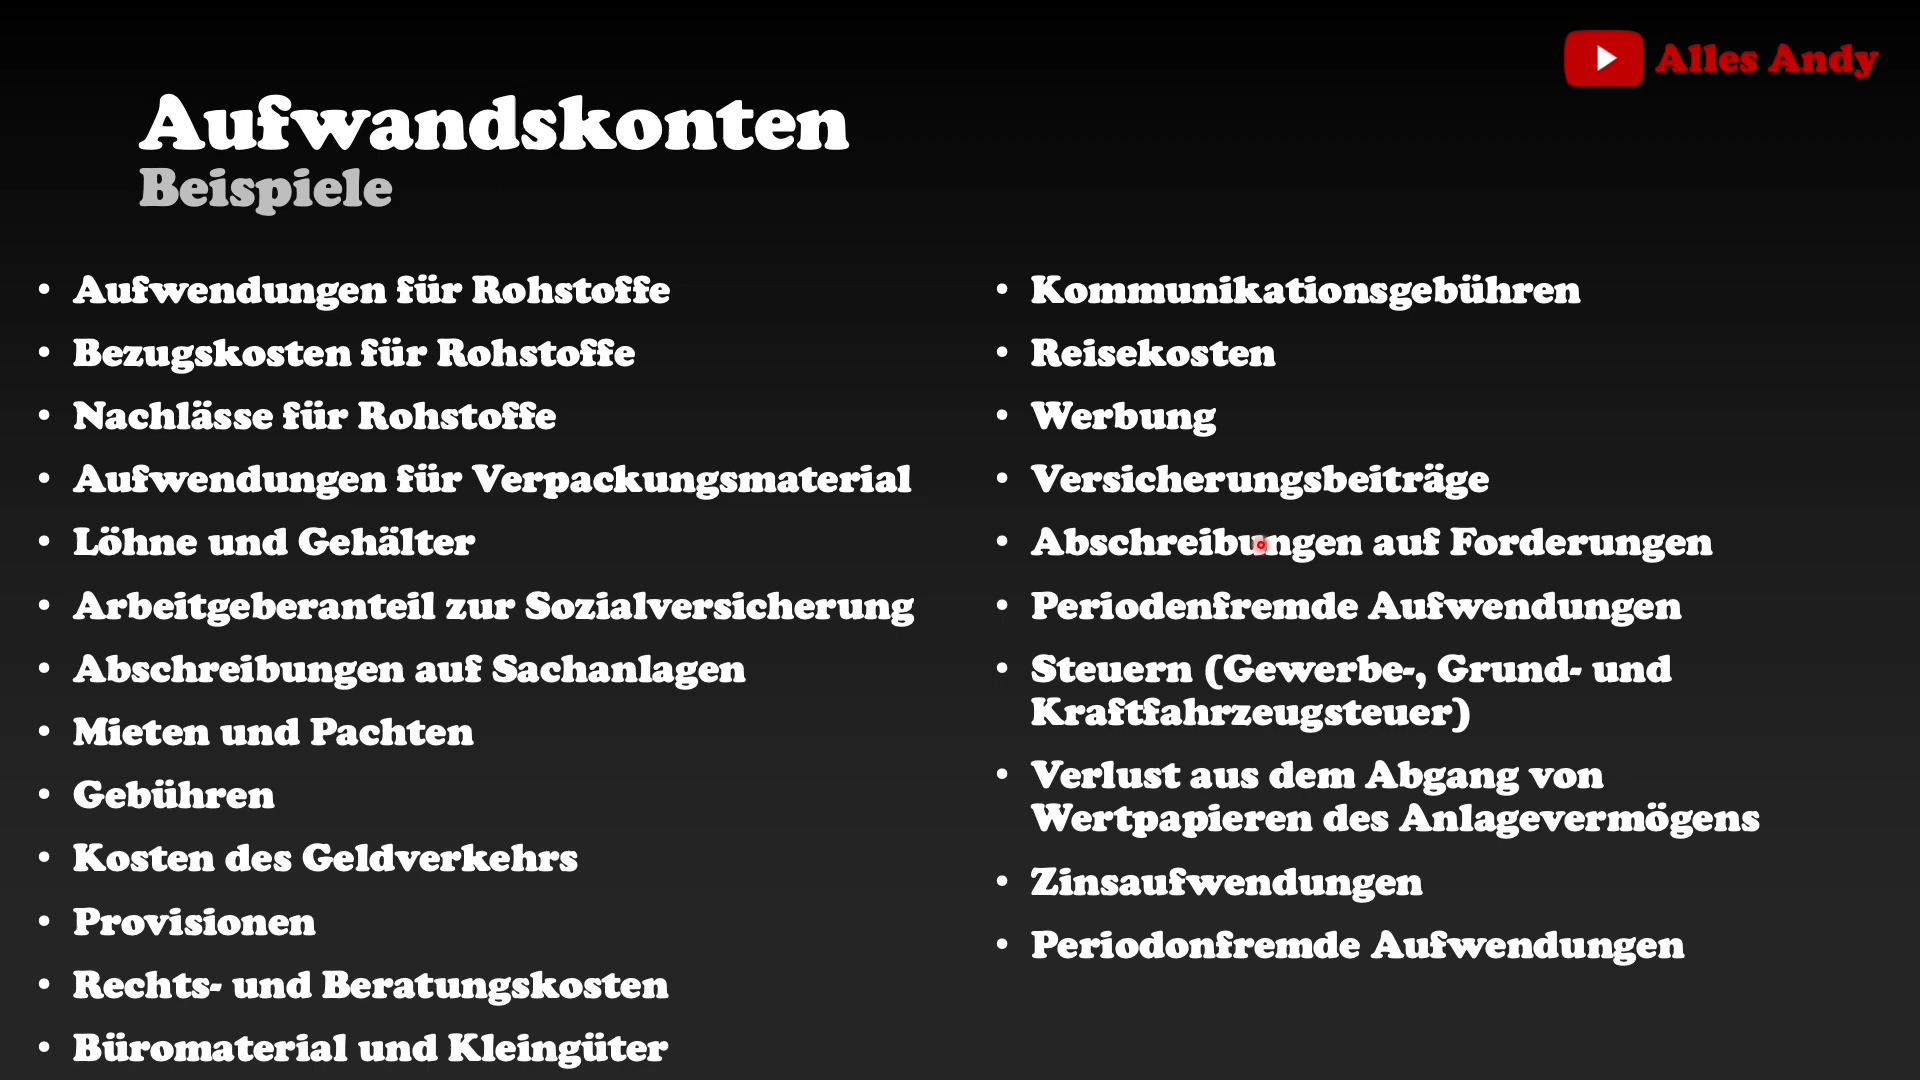 Alles Andy
Aufwandskonten
Beispiele
• Aufwendungen für Rohstoffe
• Bezugskosten für Rohstoffe
• Nachlässe für Rohstoffe
• Aufwendungen für Verpackungsmaterial
• Löhne und Gehälter
• Arbeitgeberanteil zur Sozialversicherung
• Abschreibungen auf Sachanlagen
• Mieten und Pachten
• Gebühren
• Kosten des Geldverkehrs
• Provisionen
• Rechts- und Beratungskosten
• Büromaterial und Kleingüter
• Kommunikationsgebühren
• Reisekosten
• Werbung
• Versicherungsbeiträge
• Abschreibungen auf Forderungen
• Periodenfremde Aufwendungen
• Steuern (Gewerbe-, Grund- und
Kraftfahrzeugsteuer)
• Verlust aus dem Abgang von
Wertpapieren des Anlagevermögens
• Zinsaufwendungen
• Periodonfremde Aufwendungen